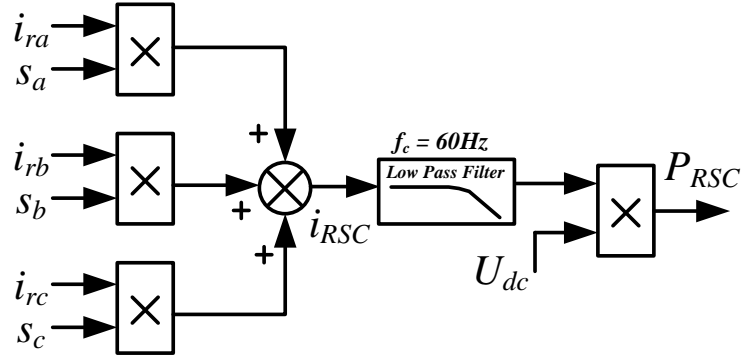 i_ra
s_a
i_rb
s_b
i_rc
s_c
+
+
+
i_RSC
f_c = 60Hz
Low Pass Filter
U_dc
P_RSC